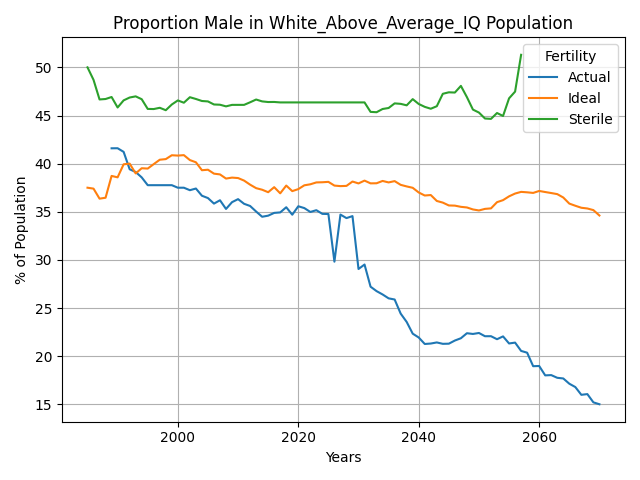 Proportion Male in White_Above_Average_IQ Population
% of Population
50
45
40
35
30
25
20
15
Fertility
Actual
Ideal
Sterile
2000 2020 2040 2060
Years